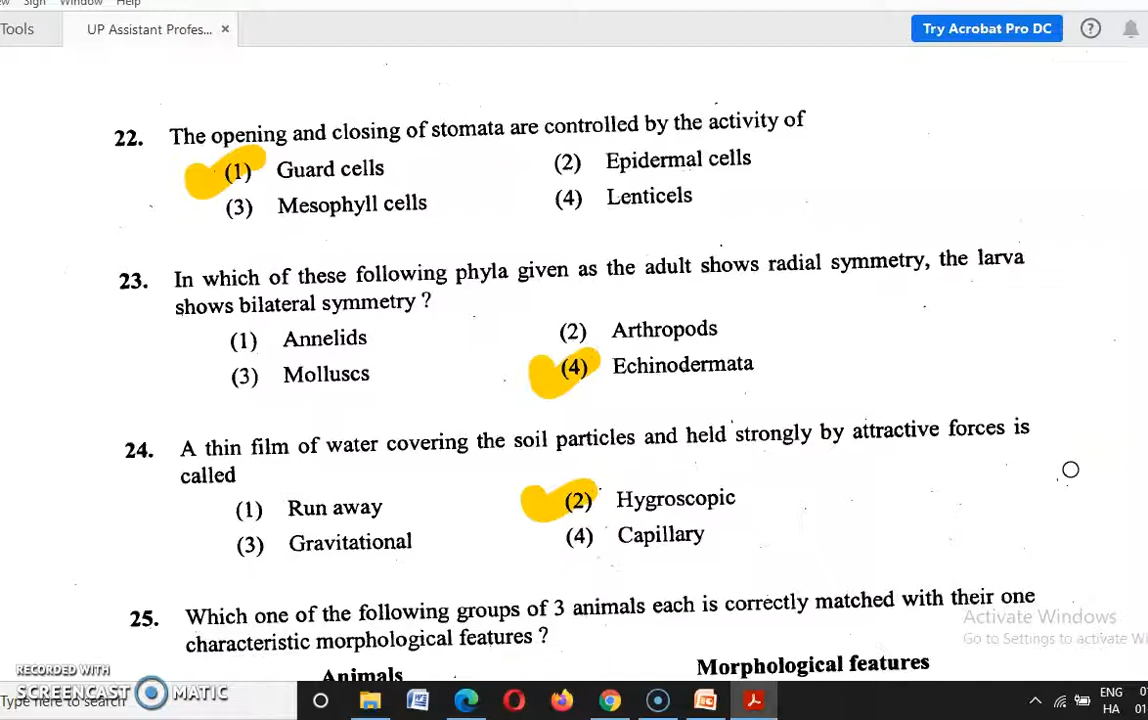 Sign Window Help
Tools UP Assistant Profes... × Try Acrobat Pro DC ?
22. The opening and closing of stomata are controlled by the activity of
(1) Guard cells (2) Epidermal cells
(3) Mesophyll cells (4) Lenticels
23. In which of these following phyla given as the adult shows radial symmetry, the larva
shows bilateral symmetry ?
(1) Annelids (2) Arthropods
(3) Molluscs (4) Echinodermata
24. A thin film of water covering the soil particles and held strongly by attractive forces is
called
(1) Run away (2) Hygroscopic
(3) Gravitational (4) Capillary
25. Which one of the following groups of 3 animals each is correctly matched with their one
characteristic morphological features ?
Animals Morphological features
Activate Windows
Go to Settings to activate Wi
RECORDED WITH
SCREENCAST MATIC
Type here to search
ENG
HA